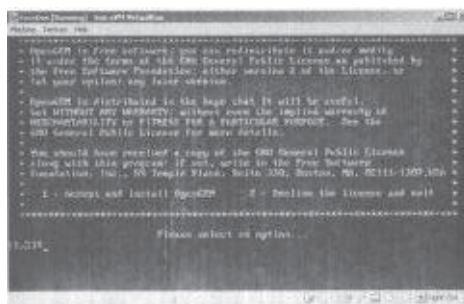 Machine Devices Help
OpenGEM is free software; you can redistribute it and/or modify
it under the terms of the GNU General Public License as published by
the Free Software Foundation; either version 2 of the License, or
(at your option) any later version.
OpenGEM is distributed in the hope that it will be useful,
but WITHOUT ANY WARRANTY; without even the implied warranty of
MERCHANTABILITY or FITNESS FOR A PARTICULAR PURPOSE. See the
GNU General Public License for more details.
You should have received a copy of the GNU General Public License
along with this program; if not, write to the Free Software
Foundation, Inc., 59 Temple Place, Suite 330, Boston, MA, 02111-1307, USA
1 - Accept and install OpenGEM 2 - Decline the license and exit
Please select an option...